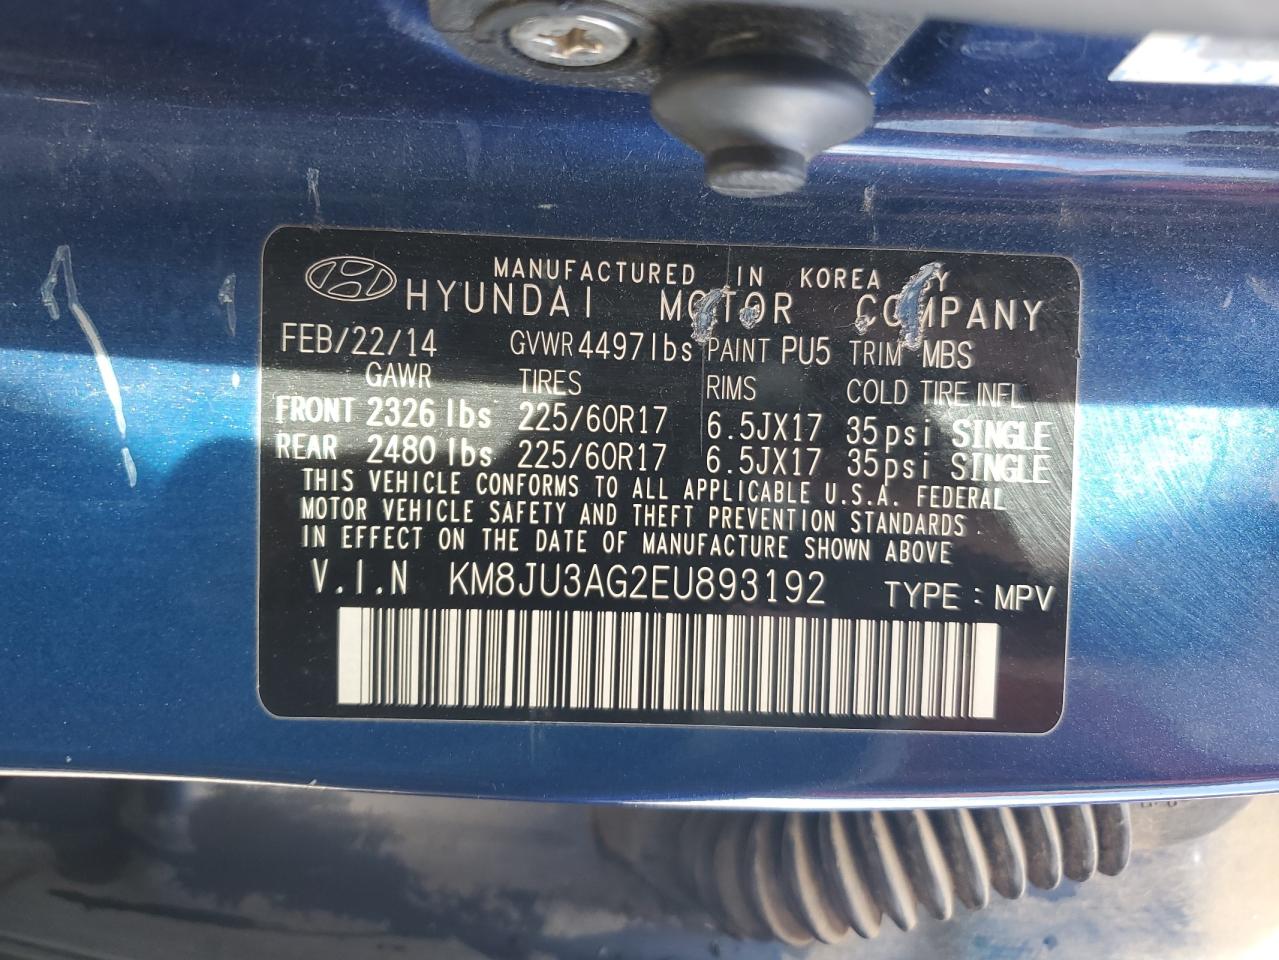 MANUFACTURED IN KOREA BY
HYUNDAI MOTOR COMPANY
FEB/22/14 GVWR 4497lbs PAINT PU5 TRIM MBS
GAWR TIRES RIMS COLD TIRE INFL
FRONT 2326 lbs 225/60R17 6.5JX17 35psi SINGLE
REAR 2480 lbs 225/60R17 6.5JX17 35psi SINGLE
THIS VEHICLE CONFORMS TO ALL APPLICABLE U.S.A. FEDERAL
MOTOR VEHICLE SAFETY AND THEFT PREVENTION STANDARDS
IN EFFECT ON THE DATE OF MANUFACTURE SHOWN ABOVE
V.I.N KM8JU3AG2EU893192 TYPE : MPV